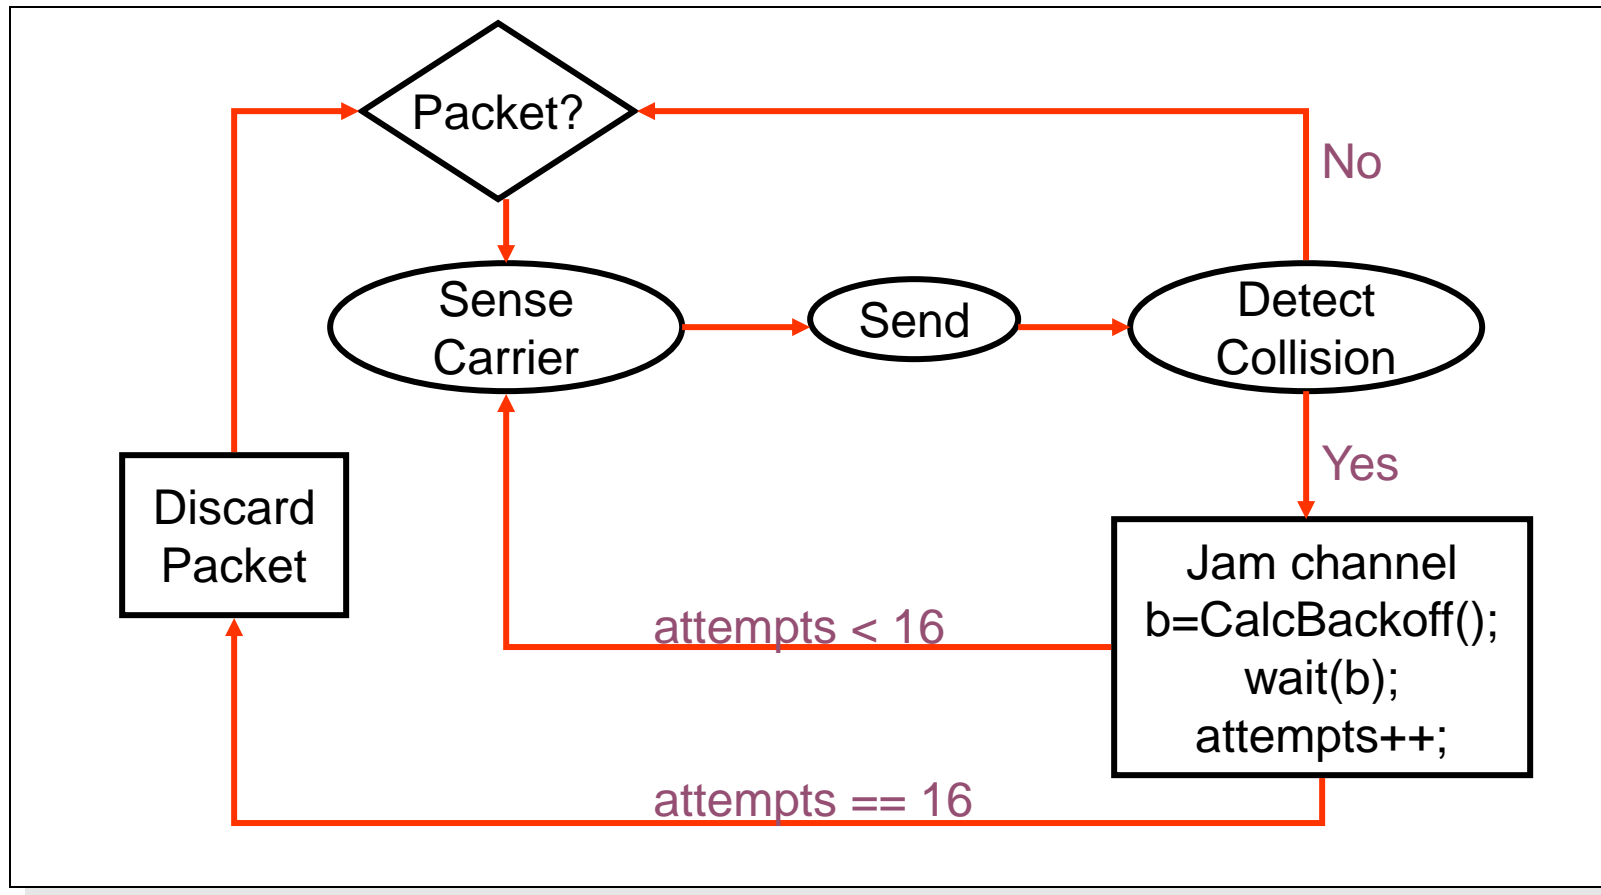 Packet?
No
Sense
Carrier
Send
Detect
Collision
Yes
Discard
Packet
Jam channel
b=CalcBackoff();
wait(b);
attempts++;
attempts < 16
attempts == 16